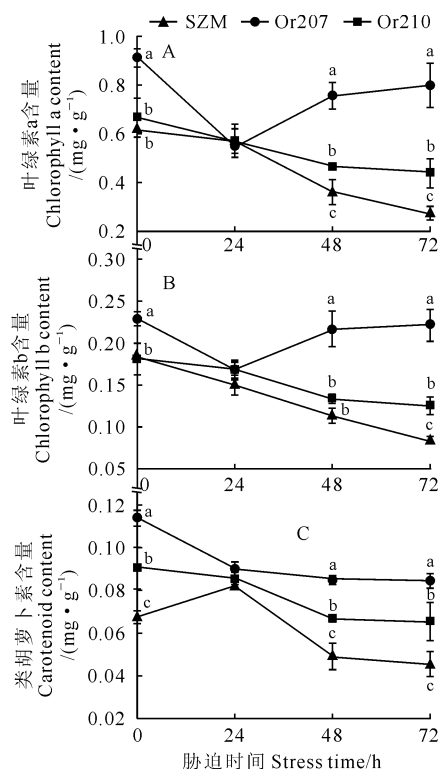 SZM Or207 Or210
A
叶绿素a含量
Chlorophyll a content
/(mg·g⁻¹)
1.0
0.8
0.6
0.4
0.2
a
b
b
a
b
c
a
b
c
0 24 48 72
B
叶绿素b含量
Chlorophyll b content
/(mg·g⁻¹)
0.30
0.25
0.20
0.15
0.10
0.05
a
b
a
b
b
a
b
c
0 24 48 72
C
类胡萝卜素含量
Carotenoid content
/(mg·g⁻¹)
0.12
0.10
0.08
0.06
0.04
0.02
a
b
c
a
b
c
a
b
c
0 24 48 72
胁迫时间 Stress time/h